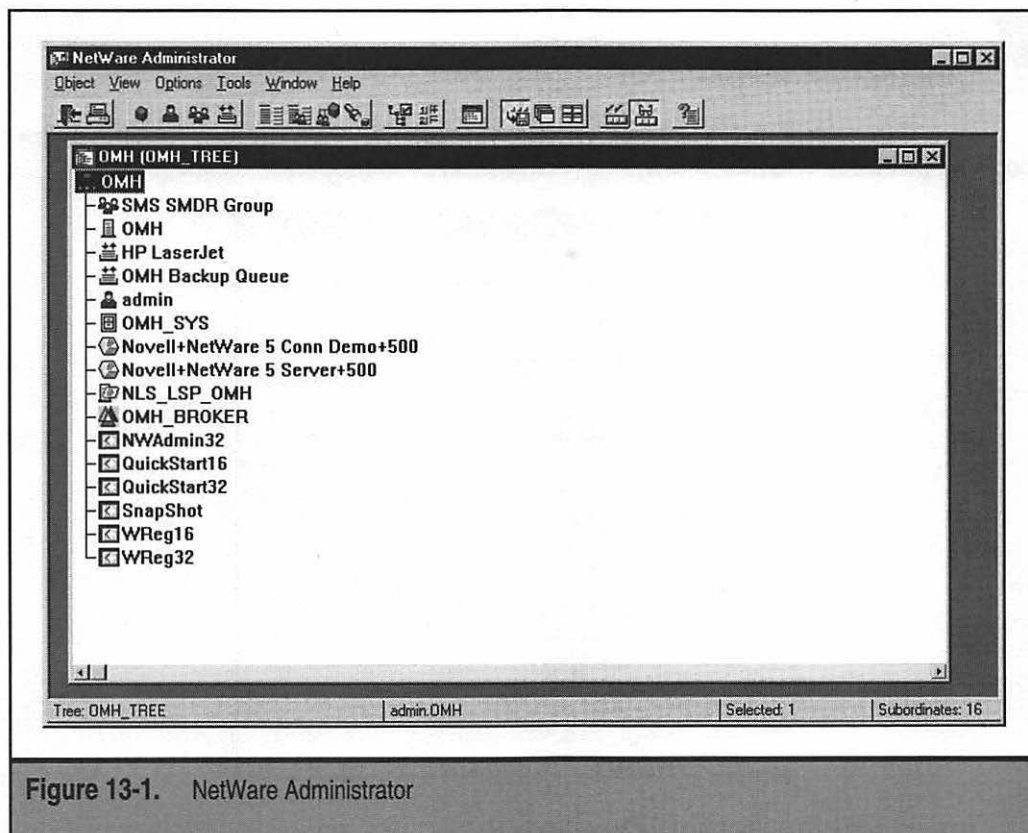 NetWare Administrator
Object View Options Tools Window Help
OMH (OMH_TREE)
OMH
SMS SMDR Group
OMH
HP LaserJet
OMH Backup Queue
admin
OMH_SYS
Novell+NetWare 5 Conn Demo+500
Novell+NetWare 5 Server+500
NLS_LSP_OMH
OMH_BROKER
NWAdmin32
QuickStart16
QuickStart32
SnapShot
WReg16
WReg32
Tree: OMH_TREE admin.OMH Selected: 1 Subordinates: 16
Figure 13-1. NetWare Administrator